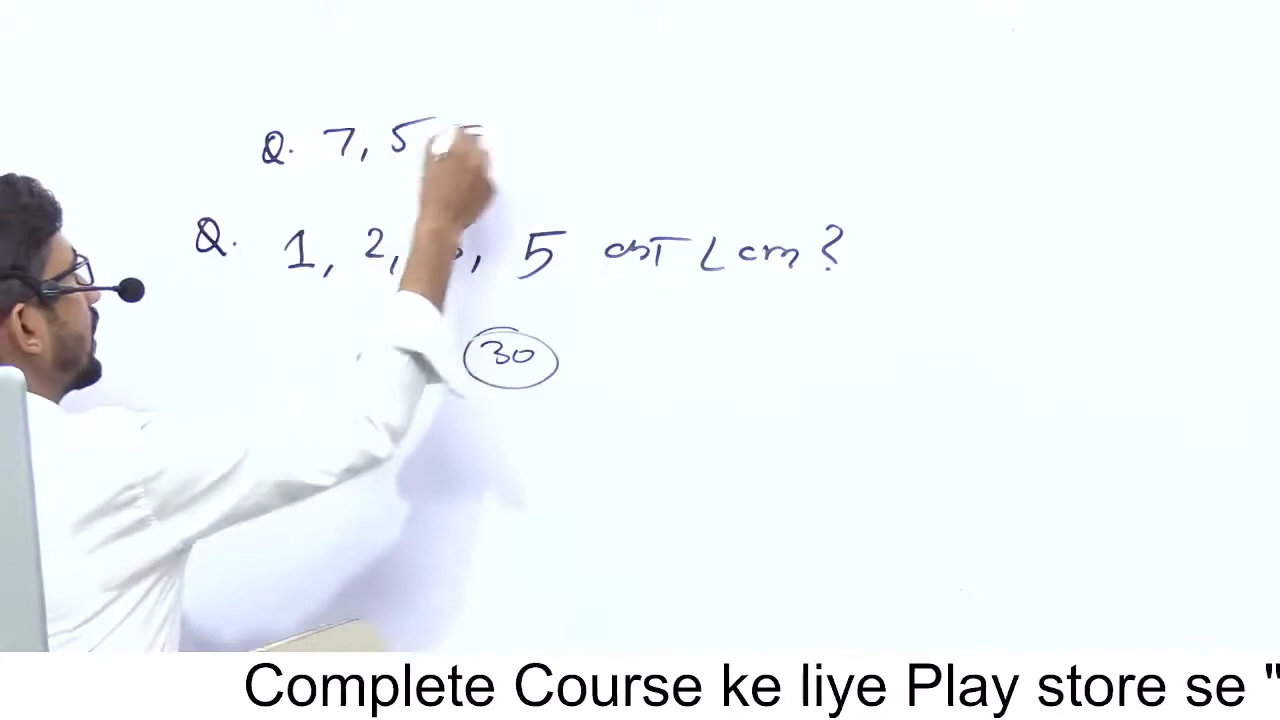 Q. 7, 5
Q. 1, 2, 5 का LCM?
30
Complete Course ke liye Play store se "